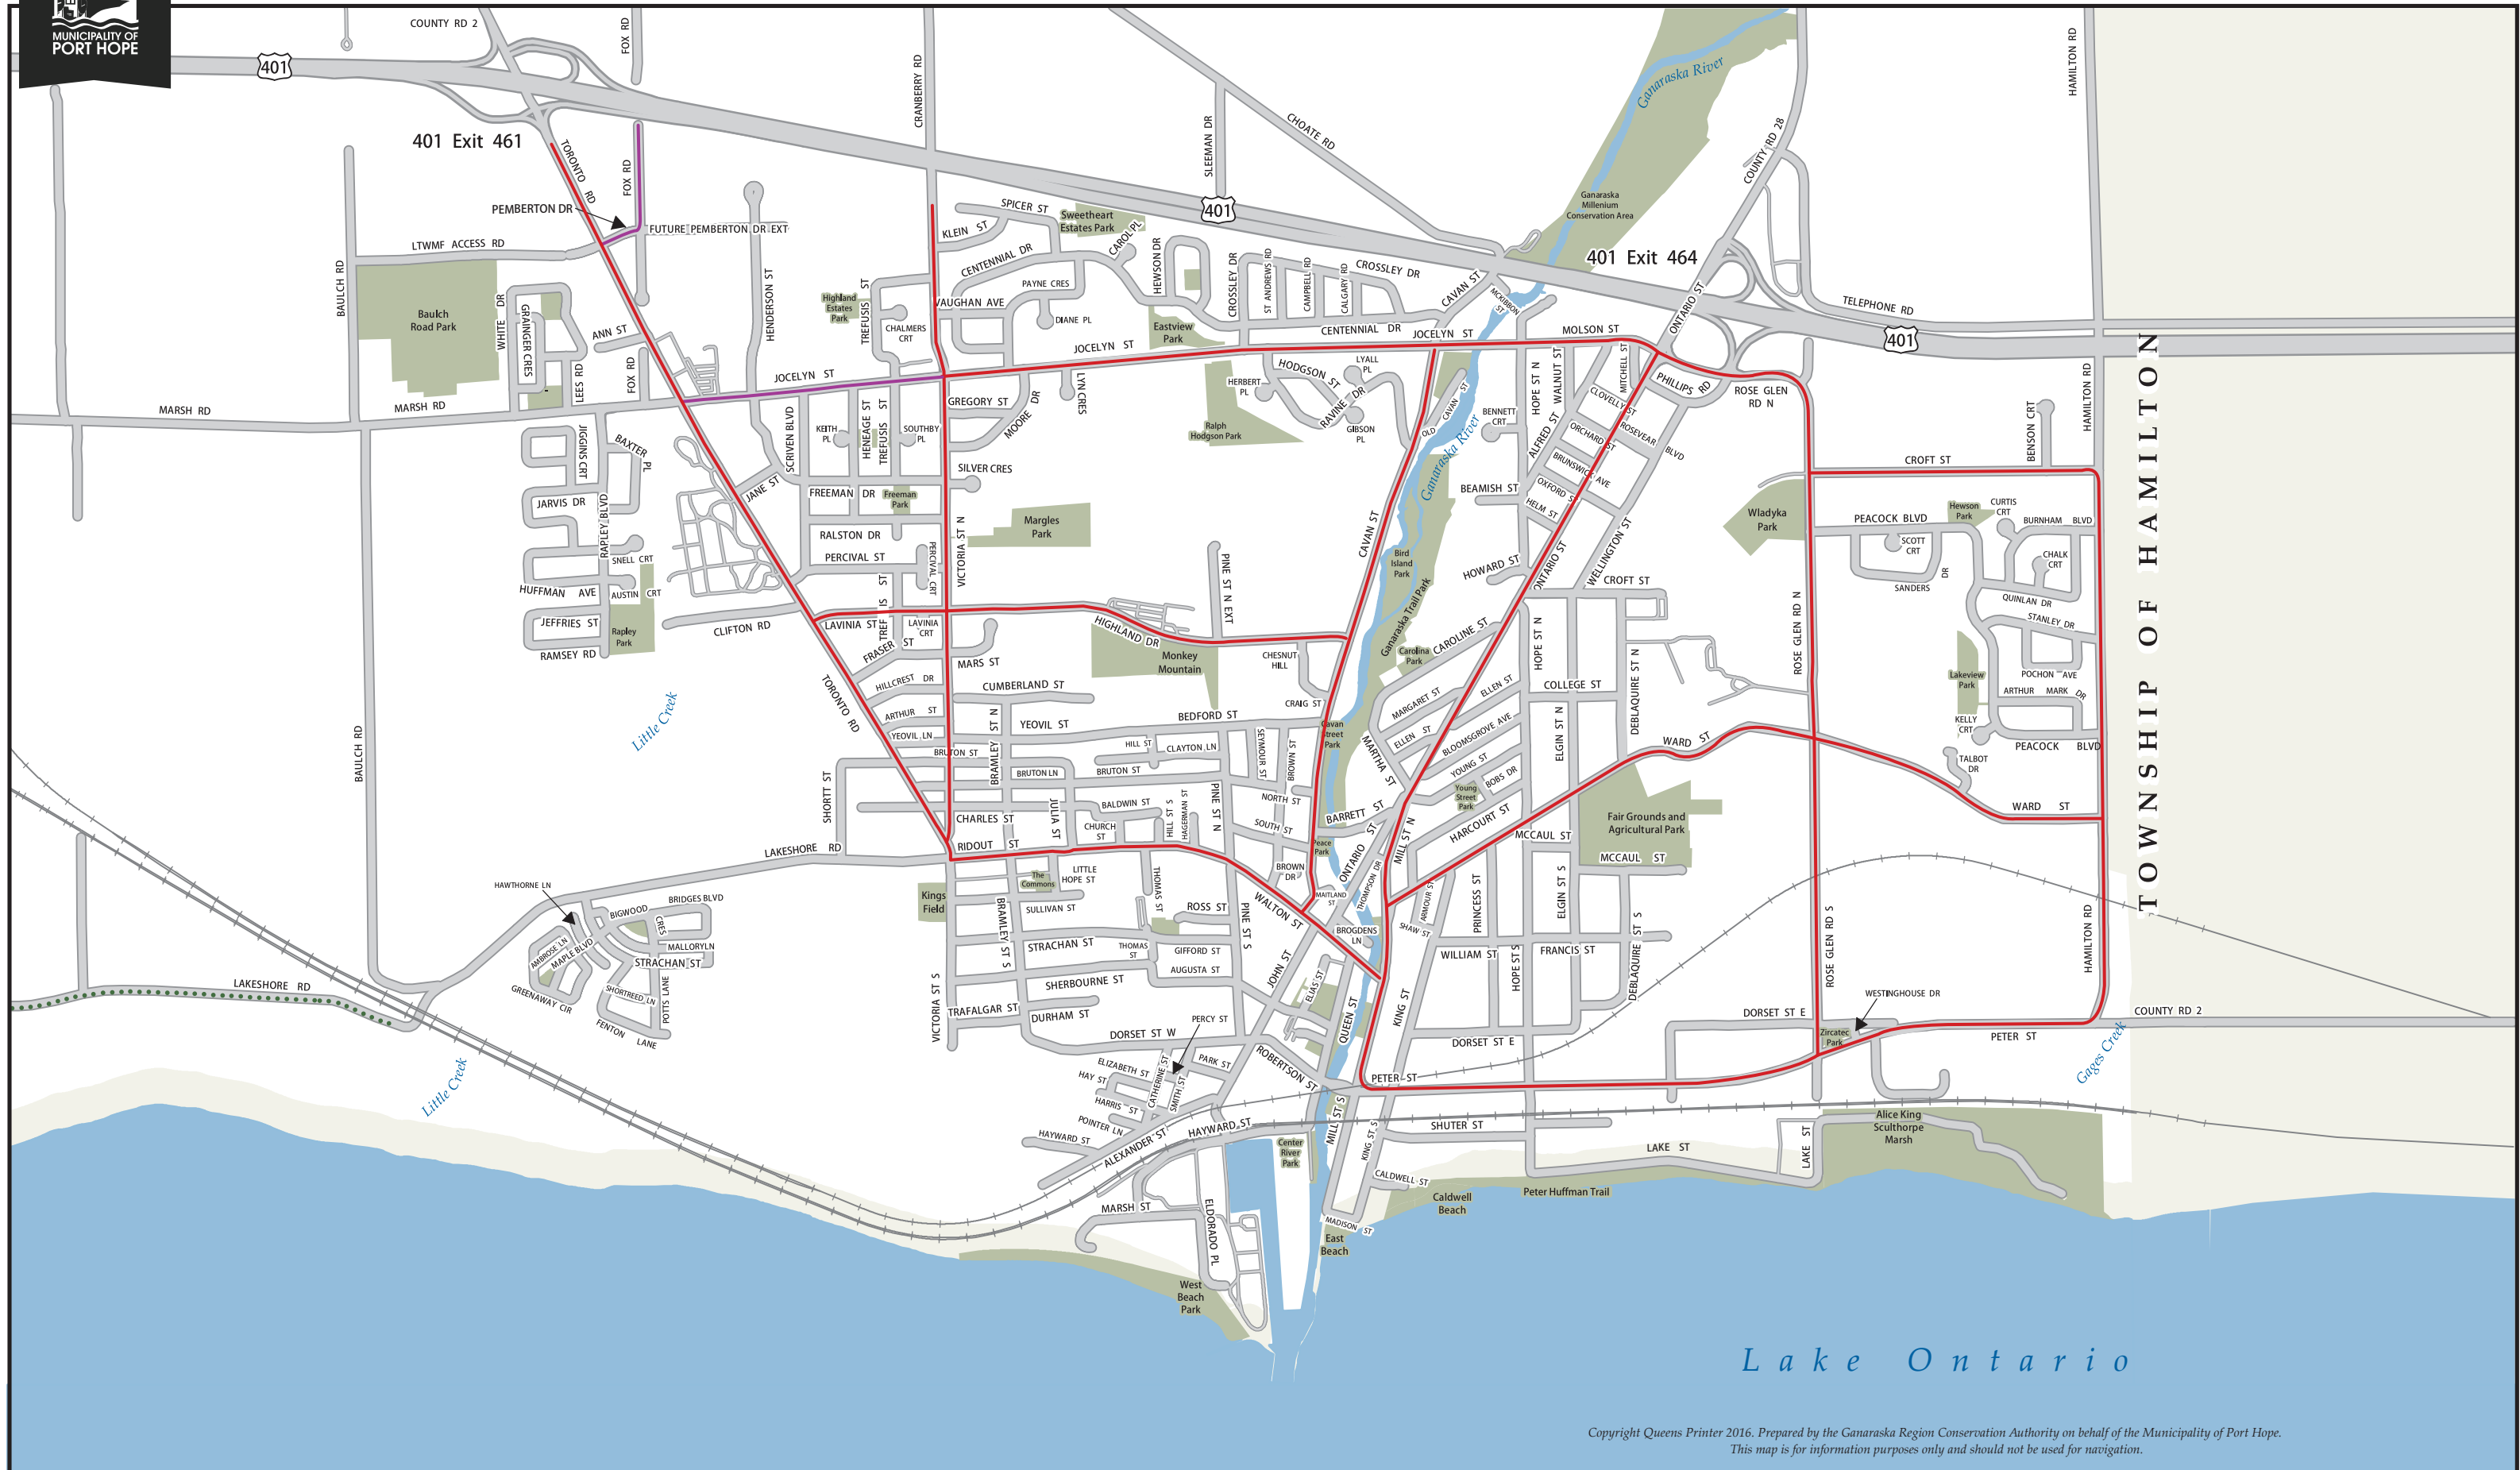 MUNICIPALITY OF
PORT HOPE
COUNTY RD 2
FOX RD
CRANBERRY RD
HAMILTON RD
401
Ganaraska River
401 Exit 461
TORONTO RD
FOX RD
SLEEMAN DR
CHOATE RD
COUNTY RD 28
PEMBERTON DR
FUTURE PEMBERTON DR EXT
LTWMF ACCESS RD
BAULCH RD
KLEIN ST
SPICER ST
Sweetheart
Estates Park
CAROL PL
401
Ganaraska
Millenium
Conservation Area
401 Exit 464
CENTENNIAL DR
HEWSON DR
CROSSLEY DR
ST ANDREWS RD
CAMPBELL RD
CALGARY RD
CROSSLEY DR
CAVAN ST
MCKIBBON
ST
ONTARIO ST
TELEPHONE RD
401
Baulch
Road Park
WHITE DR
GRAINGER CRES
ANN ST
LEES RD
FOX RD
HENDERSON ST
Highland
Estates
Park
TREFUSIS ST
CHALMERS
CRT
VAUGHAN AVE
PAYNE CRES
DIANE PL
Eastview
Park
CENTENNIAL DR
JOCELYN ST
JOCELYN ST
JOCELYN ST
MOLSON ST
MARSH RD
MARSH RD
GREGORY ST
MOORE DR
LYN CRES
HERBERT
PL
HODGSON ST
LYALL
PL
RAVINE DR
GIBSON
PL
Ralph
Hodgson Park
OLD CAVAN ST
Ganaraska River
BENNETT
CRT
HOPE ST N
WALNUT ST
MITCHELL ST
CLOVELLY ST
PHILLIPS RD
ROSE GLEN
RD N
ALFRED ST
ORCHARD ST
ROSEVEAR BLVD
BRUNSWICK AVE
OXFORD ST
HELM ST
BEAMISH ST
HAMILTON RD
BENSON CRT
CROFT ST
JIGGINS CRT
BAXTER PL
JARVIS DR
RAPLEY BLVD
SNELL CRT
HUFFMAN AVE
AUSTIN CRT
JEFFRIES ST
Rapley
Park
RAMSEY RD
KEITH
PL
SCRIVEN BLVD
HENEAGE ST
TREFUSIS ST
SOUTHBY
PL
SILVER CRES
JANE ST
FREEMAN DR
Freeman
Park
RALSTON DR
PERCIVAL ST
PERCIVAL CRT
VICTORIA ST N
Margles
Park
PINE ST N EXT
CAVAN ST
Bird
Island
Park
Ganaraska Trail Park
HOWARD ST
ONTARIO ST
WELLINGTON ST
CROFT ST
Wladyka
Park
PEACOCK BLVD
Hewson
Park
CURTIS
CRT
BURNHAM BLVD
SCOTT
CRT
CHALK
CRT
SANDERS DR
QUINLAN DR
STANLEY DR
POCHON AVE
Lakeview
Park
ARTHUR MARK DR
KELLY
CRT
PEACOCK BLVD
TALBOT
DR
TOWNSHIP OF HAMILTON
CLIFTON RD
LAVINIA ST
TREFUSIS ST
LAVINIA
CRT
FRASER ST
MARS ST
HIGHLAND DR
Monkey
Mountain
CHESNUT
HILL
Carolina
Park
CAROLINE ST
HOPE ST N
DEBLAQUIRE ST N
ROSE GLEN RD N
Little Creek
TORONTO RD
HILLCREST DR
CUMBERLAND ST
ARTHUR ST
YEOVIL LN
YEOVIL ST
BEDFORD ST
CRAIG ST
MARGARET ST
ELLEN ST
COLLEGE ST
ELGIN ST N
BRAMLEY ST N
BRUTON ST
BRUTON LN
HILL ST
CLAYTON LN
BRUTON ST
SEYMOUR ST
BROWN ST
Cavan
Street
Park
MARTHA ST
ELLEN ST
BLOOMSGROVE AVE
YOUNG ST
Young
Street
Park
BOBS DR
WARD ST
WARD ST
BAULCH RD
SHORTT ST
CHARLES ST
JULIA ST
BALDWIN ST
CHURCH
ST
HILL ST S
HAGERMAN ST
PINE ST N
NORTH ST
SOUTH ST
BARRETT ST
Peace
Park
ONTARIO ST
MILL ST N
HARCOURT ST
MCCAUL ST
Fair Grounds and
Agricultural Park
MCCAUL ST
LAKESHORE RD
RIDOUT ST
Kings
Field
The
Commons
LITTLE
HOPE ST
SULLIVAN ST
THOMAS ST
ROSS ST
WALTON ST
BROWN
DR
MAITLAND
ST
THOMPSON DR
BROGDENS
LN
SHAW ST
ARMOUR ST
PRINCESS ST
ELGIN ST S
DEBLAQUIRE ST S
WILLIAM ST
HOPE ST S
FRANCIS ST
HAWTHORNE LN
BIGWOOD CRES
BRIDGES BLVD
AMBROSE LN
MAPLE BLVD
MALLORY LN
STRACHAN ST
GREENAWAY CIR
SHORTREED LN
POTTS LANE
FENTON LANE
LAKESHORE RD
BRAMLEY ST S
STRACHAN ST
THOMAS
ST
GIFFORD ST
PINE ST S
AUGUSTA ST
SHERBOURNE ST
VICTORIA ST S
TRAFALGAR ST
DURHAM ST
JOHN ST
ELIAS ST
QUEEN ST
KING ST
DORSET ST W
PERCY ST
DORSET ST E
DORSET ST E
ROSE GLEN RD S
HAMILTON RD
WESTINGHOUSE DR
Zircatec
Park
PETER ST
COUNTY RD 2
Gages Creek
Little Creek
ELIZABETH ST
HAY ST
HARRIS ST
POINTER LN
CATHERINE ST
SMITH ST
PARK ST
ROBERTSON ST
PETER ST
HAYWARD ST
ALEXANDER ST
HAYWARD ST
Center
River
Park
MILL ST S
KING ST S
SHUTER ST
CALDWELL ST
LAKE ST
LAKE ST
Alice King
Sculthorpe
Marsh
MARSH ST
ELDORADO PL
MADISON ST
East
Beach
Caldwell
Beach
Peter Huffman Trail
West
Beach
Park
Lake Ontario
Copyright Queens Printer 2016. Prepared by the Ganaraska Region Conservation Authority on behalf of the Municipality of Port Hope.
This map is for information purposes only and should not be used for navigation.